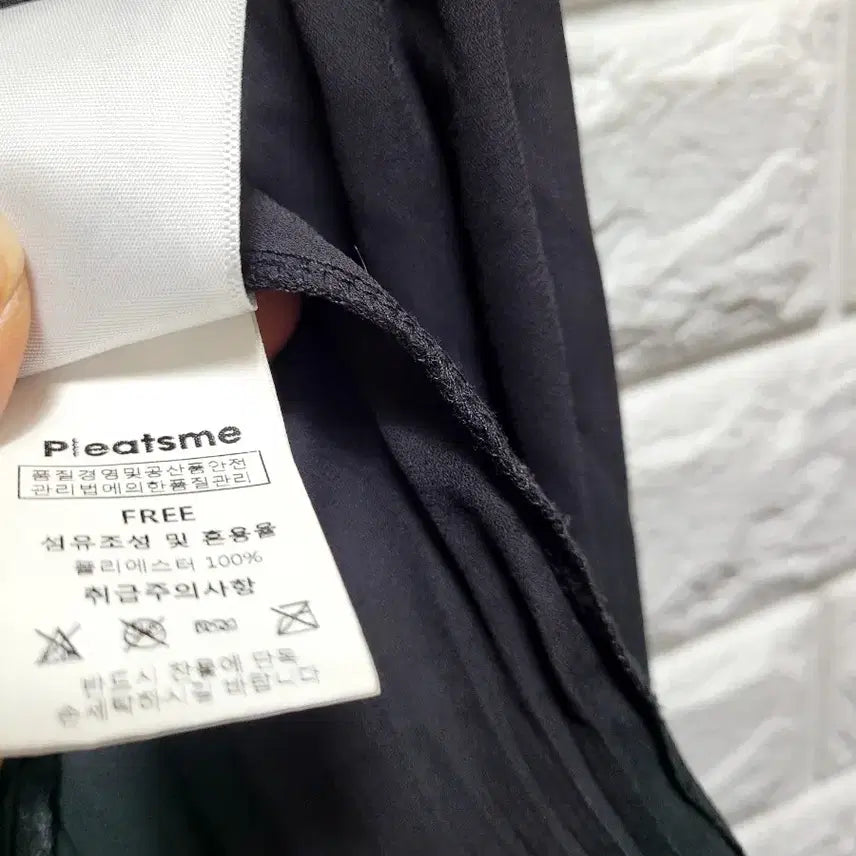 Pleatsme
품질경영및공산품안전
관리법에의한품질관리
FREE
섬유조성 및 혼용율
폴리에스터 100%
취급주의사항
반드시 찬물에 단독
손세탁하시길 바랍니다